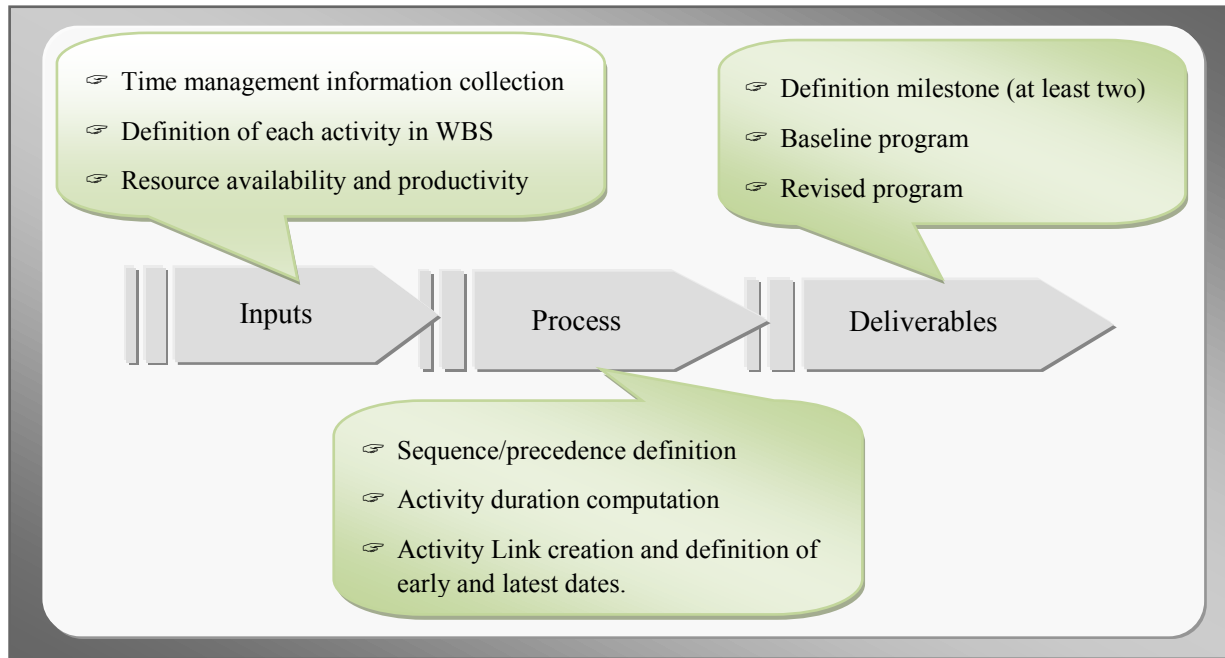 ☞ Time management information collection
☞ Definition of each activity in WBS
☞ Resource availability and productivity
☞ Definition milestone (at least two)
☞ Baseline program
☞ Revised program
Inputs
Process
Deliverables
☞ Sequence/precedence definition
☞ Activity duration computation
☞ Activity Link creation and definition of
early and latest dates.